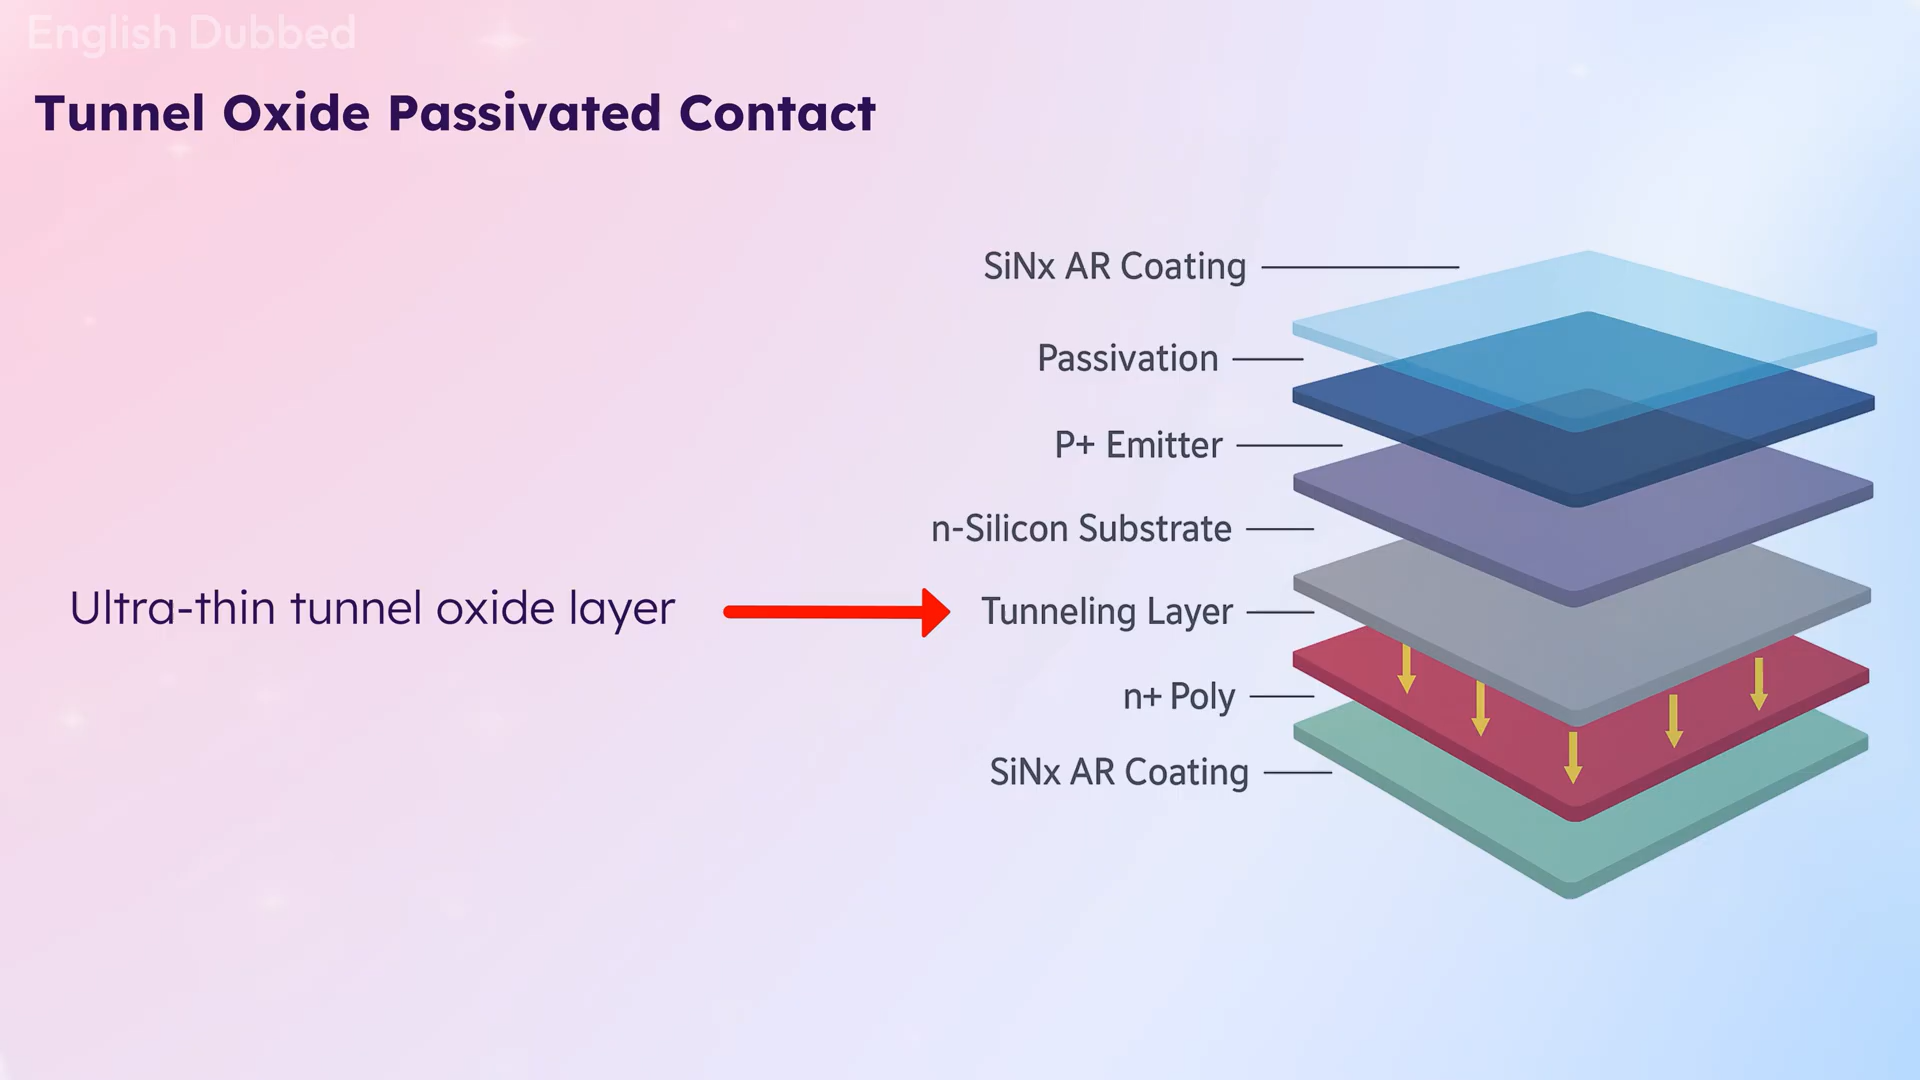 English Dubbed
Tunnel Oxide Passivated Contact
SiNx AR Coating
Passivation
P+ Emitter
n-Silicon Substrate
Ultra-thin tunnel oxide layer
Tunneling Layer
n+ Poly
SiNx AR Coating